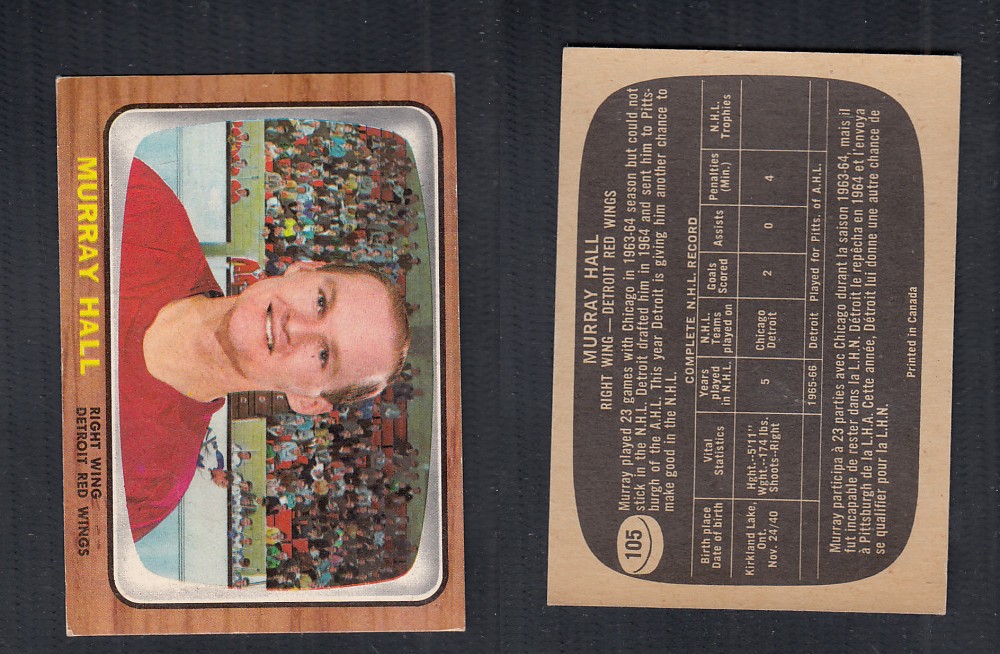 MURRAY HALL
RIGHT WING
DETROIT RED WINGS
105
MURRAY HALL
RIGHT WING — DETROIT RED WINGS
Murray played 23 games with Chicago in 1963-64 season but could not
stick in the N.H.L. Detroit drafted him in 1964 and sent him to Pitts-
burgh of the A.H.L. This year Detroit is giving him another chance to
make good in the N.H.L.
COMPLETE N.H.L. RECORD
Birth place Date of birth | Vital Statistics | Years played in N.H.L. | N.H.L. Teams played on | Goals Scored | Assists | Penalties (Min.) | N.H.L. Trophies
Kirkland Lake, Ont. Nov. 24/40 | Hght.--5'11" Wght.--174 lbs. Shoots--Right | 5 | Chicago Detroit | 2 | 0 | 4
1965-66 | Detroit | Played for Pitts. of A.H.L.
Murray participa à 23 parties avec Chicago durant la saison 1963-64, mais il
fut incapable de rester dans la L.H.N. Détroit le repêcha en 1964 et l'envoya
à Pittsburgh de la L.H.A. Cette année, Détroit lui donne une autre chance de
se qualifier pour la L.H.N.
Printed in Canada